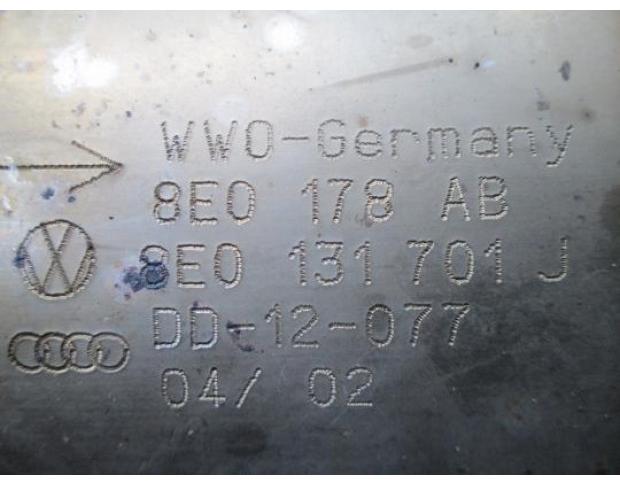 WWO-Germany
8E0 178 AB
8E0 131 701 J
DD-12-077
04/ 02